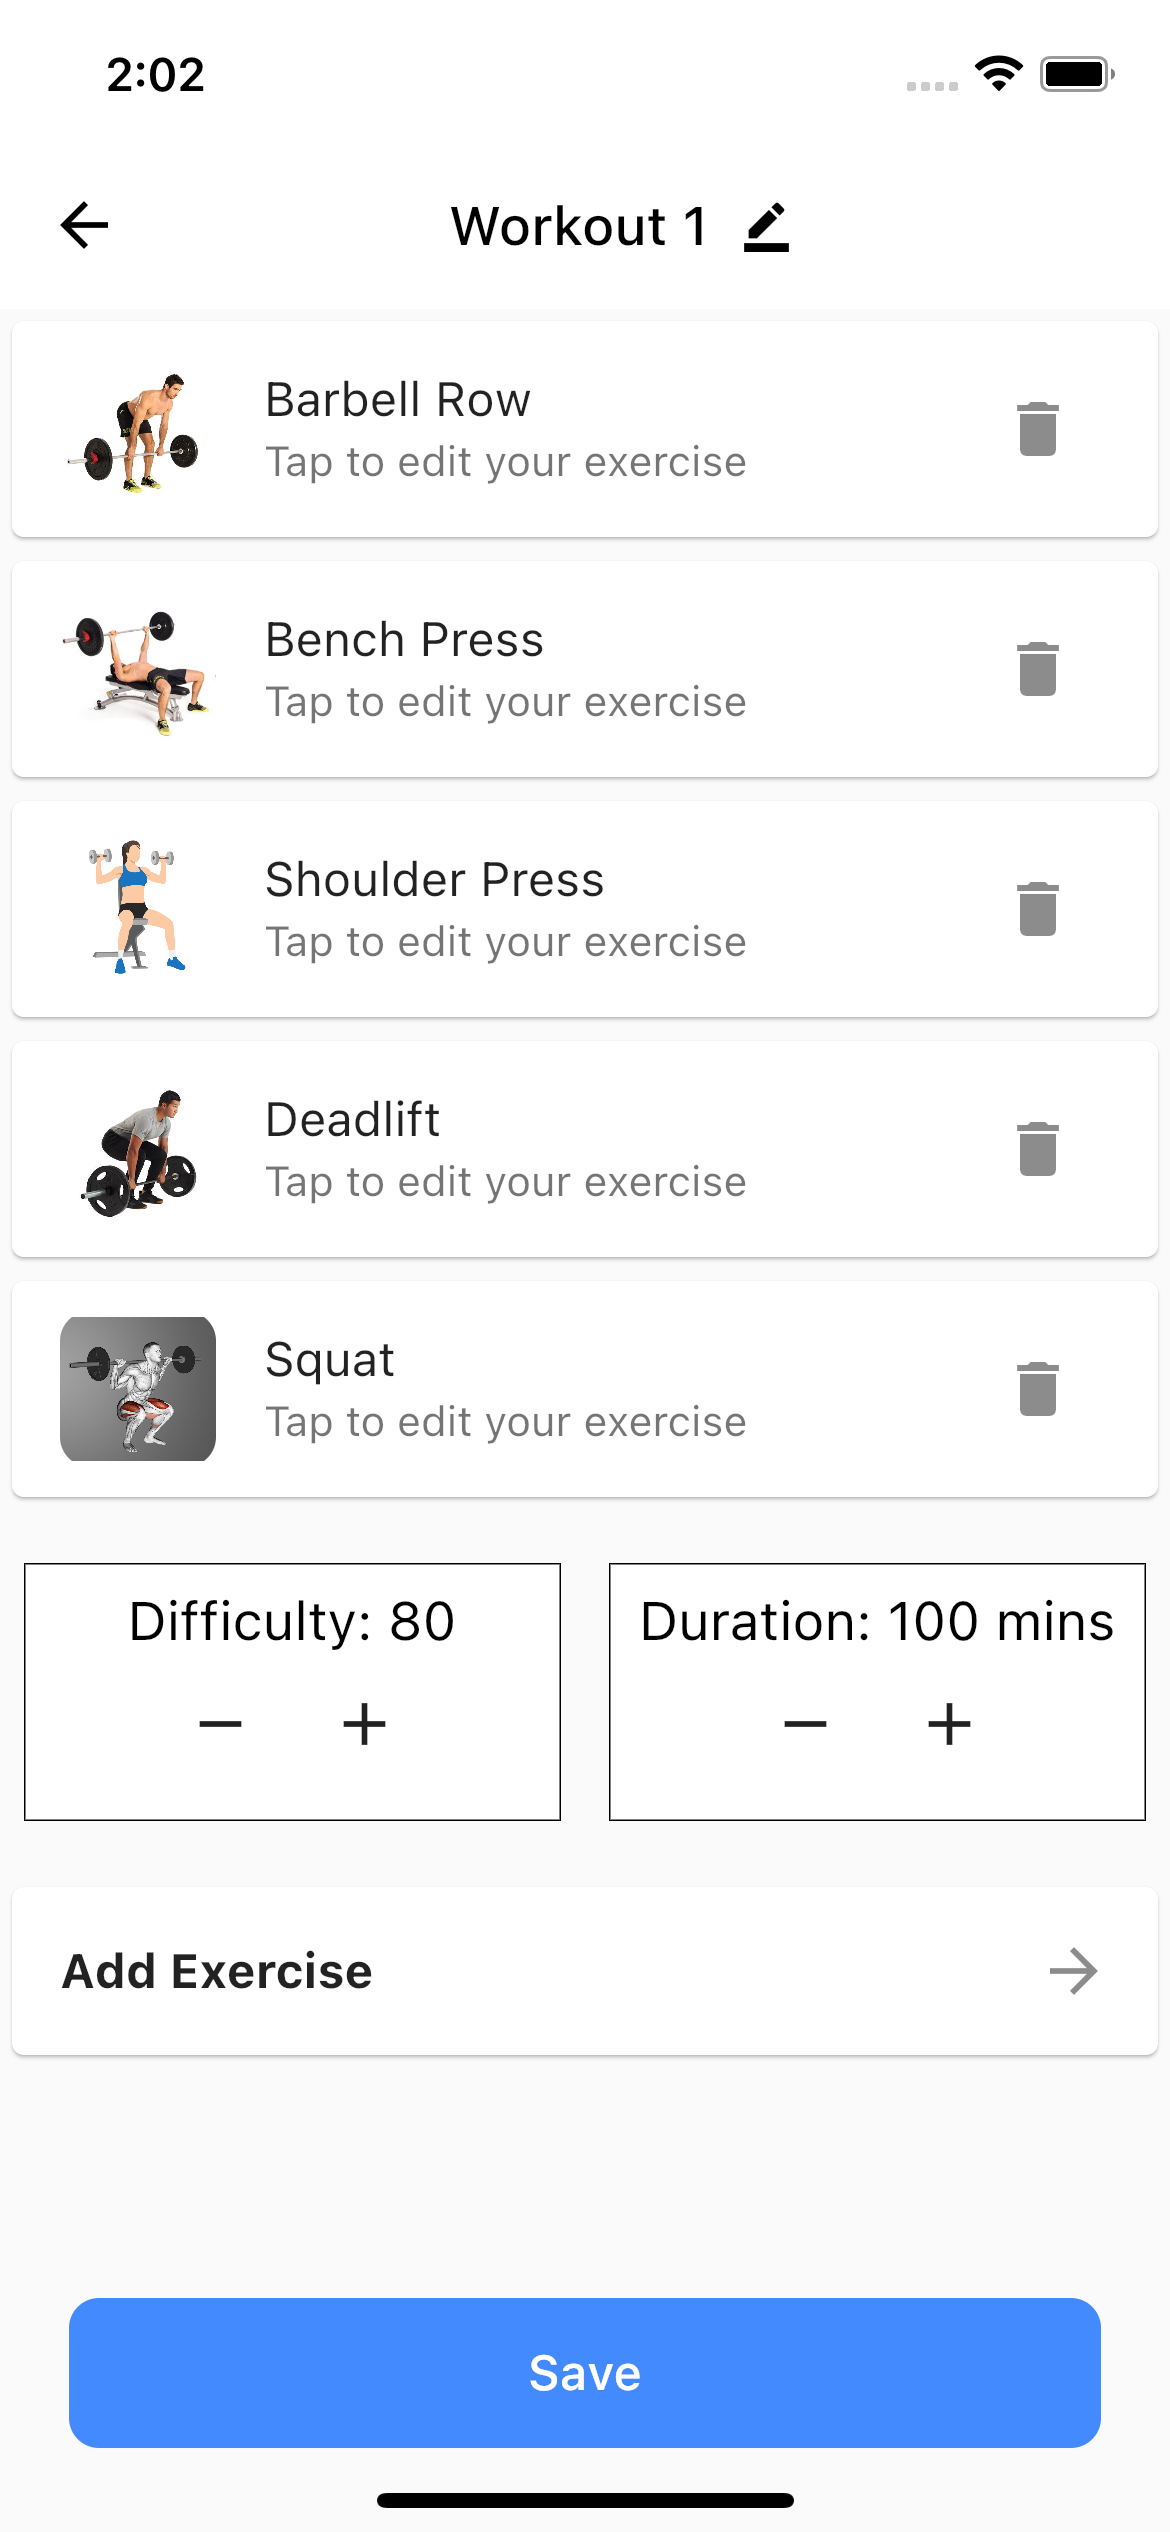 2:02
Workout 1
Barbell Row
Tap to edit your exercise
Bench Press
Tap to edit your exercise
Shoulder Press
Tap to edit your exercise
Deadlift
Tap to edit your exercise
Squat
Tap to edit your exercise
Difficulty: 80
Duration: 100 mins
Add Exercise
Save